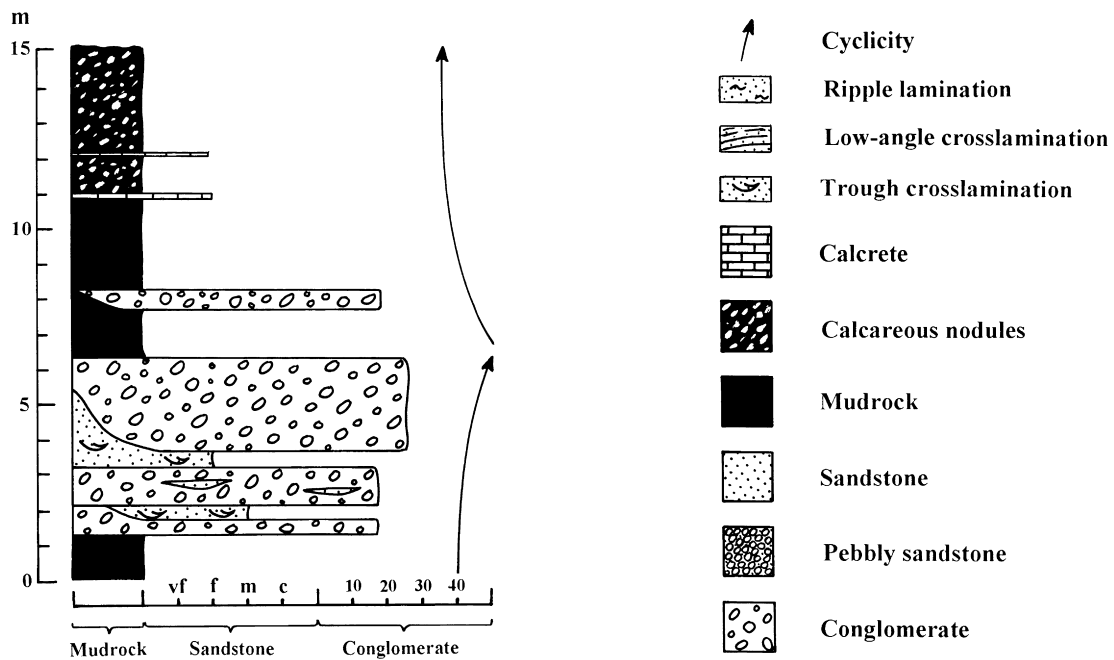 m
15
10
5
0
vf f m c 10 20 30 40
Mudrock Sandstone Conglomerate
Cyclicity
Ripple lamination
Low-angle crosslamination
Trough crosslamination
Calcrete
Calcareous nodules
Mudrock
Sandstone
Pebbly sandstone
Conglomerate